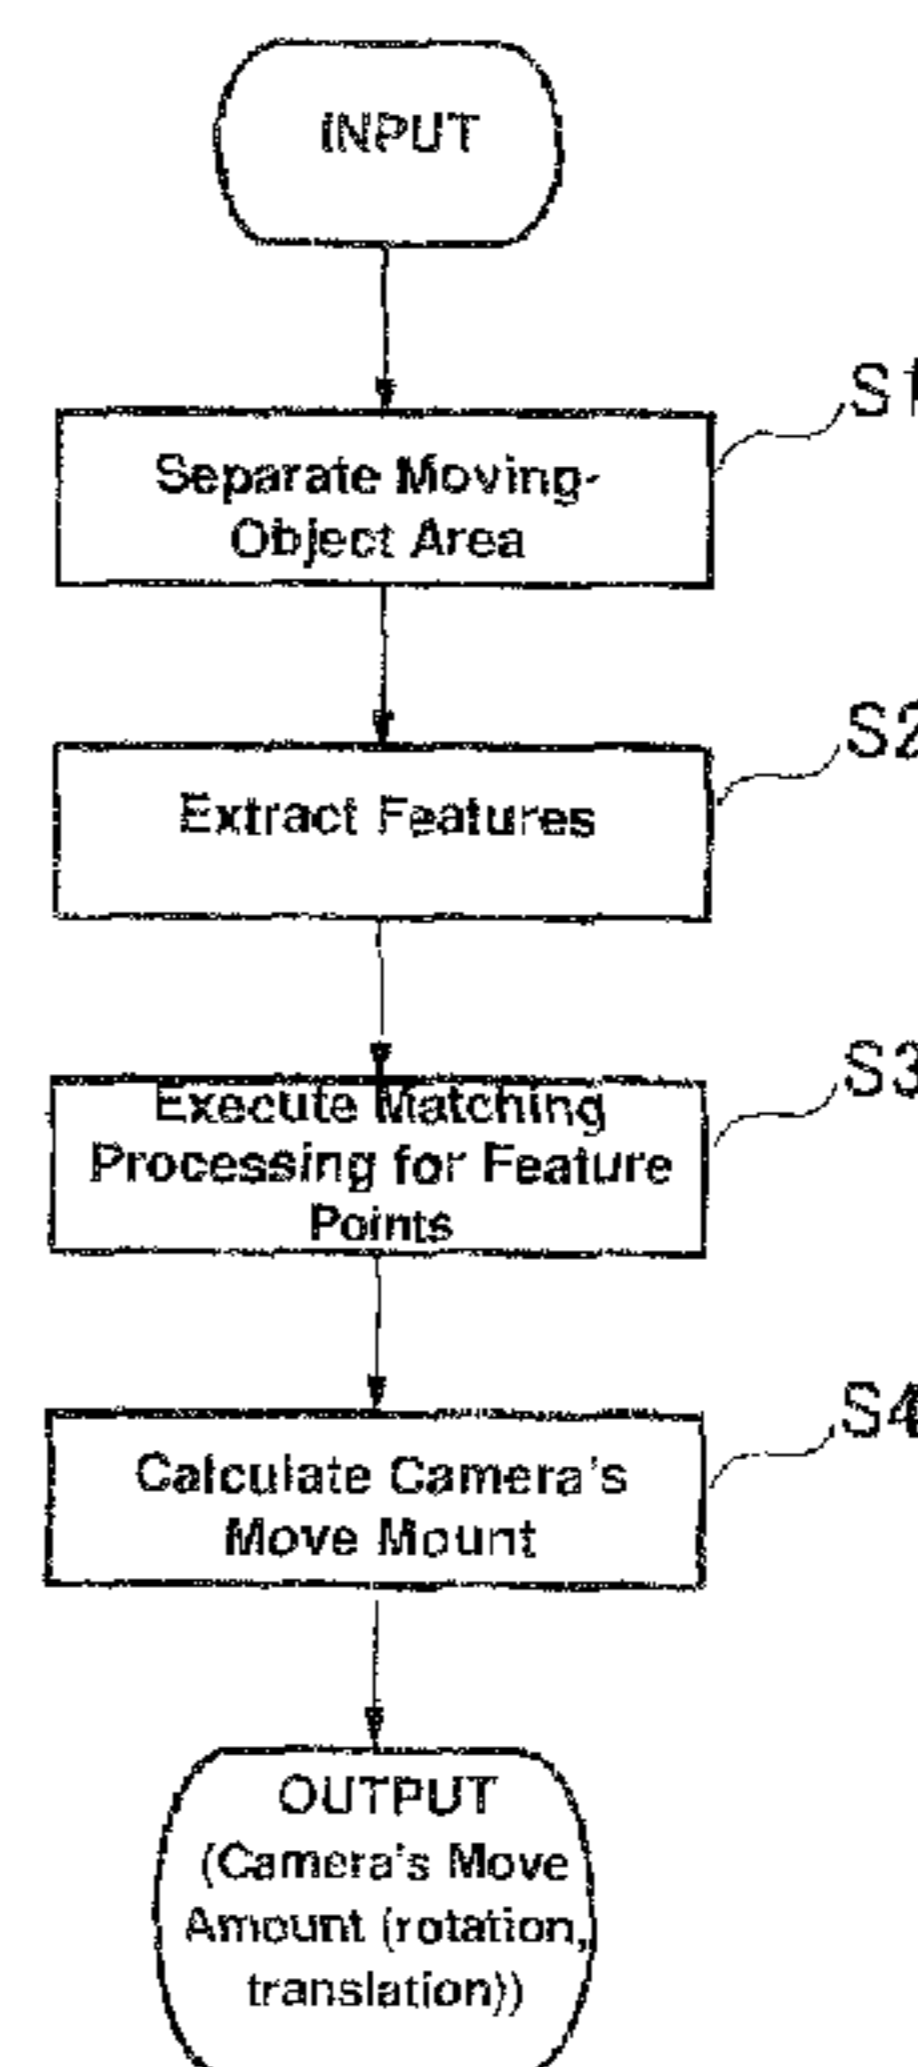 INPUT
S1
Separate Moving-
Object Area
S2
Extract Features
S3
Execute Matching
Processing for Feature
Points
S4
Calculate Camera's
Move Mount
OUTPUT
(Camera's Move
Amount (rotation,
translation))